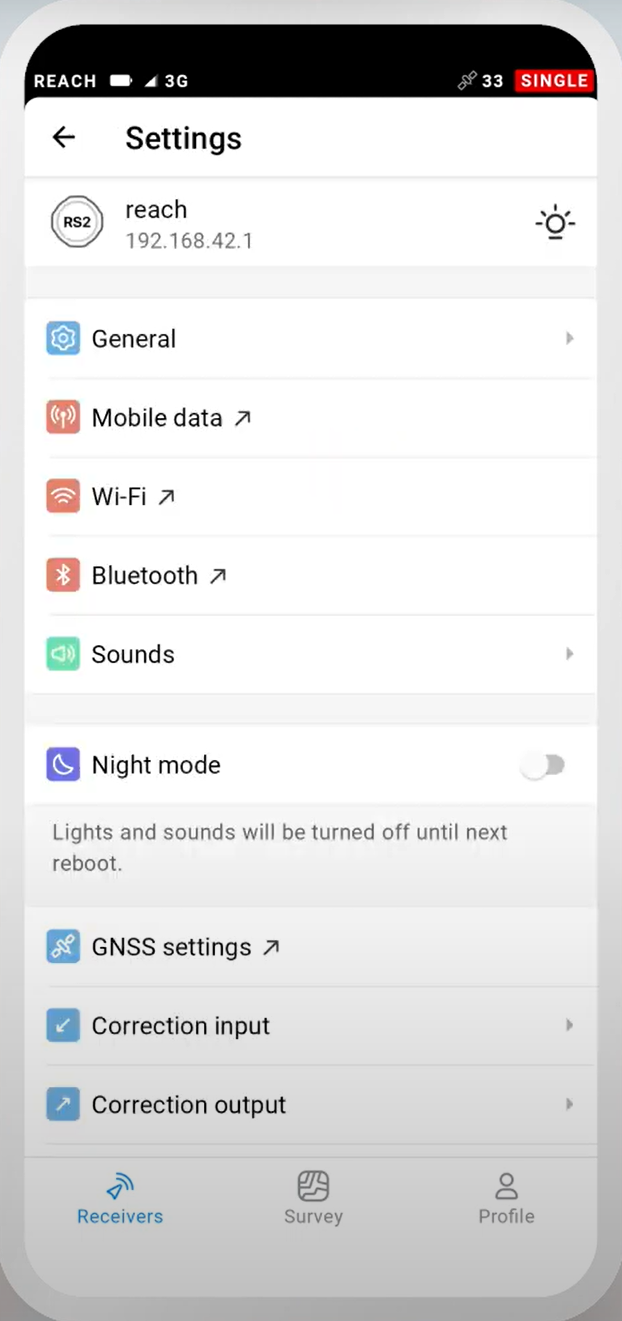 REACH 3G 33 SINGLE
Settings
RS2
reach
192.168.42.1
General
Mobile data
Wi-Fi
Bluetooth
Sounds
Night mode
Lights and sounds will be turned off until next
reboot.
GNSS settings
Correction input
Correction output
Receivers Survey Profile